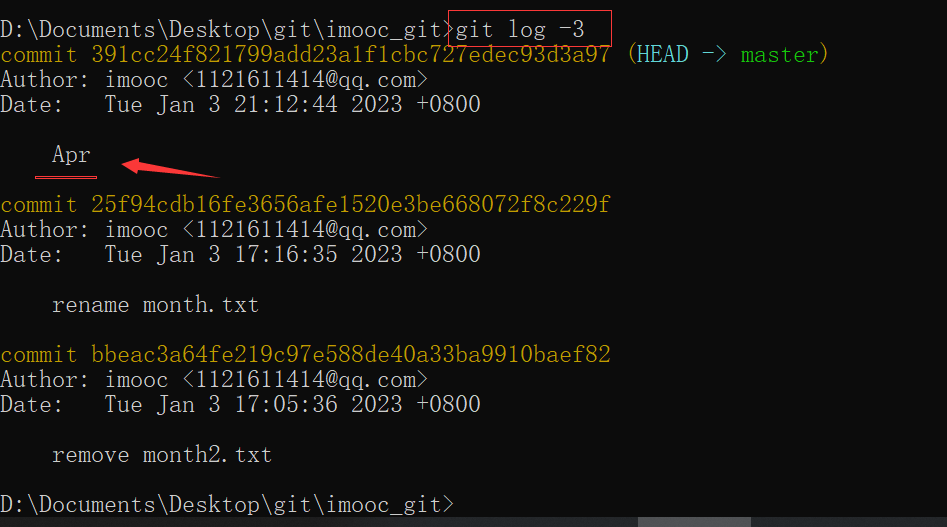 D:\Documents\Desktop\git\imooc_git>git log -3
commit 391cc24f821799add23a1f1cbc727edec93d3a97 (HEAD -> master)
Author: imooc <1121611414@qq.com>
Date:   Tue Jan 3 21:12:44 2023 +0800
Apr
commit 25f94cdb16fe3656afe1520e3be668072f8c229f
Author: imooc <1121611414@qq.com>
Date:   Tue Jan 3 17:16:35 2023 +0800
rename month.txt
commit bbeac3a64fe219c97e588de40a33ba9910baef82
Author: imooc <1121611414@qq.com>
Date:   Tue Jan 3 17:05:36 2023 +0800
remove month2.txt
D:\Documents\Desktop\git\imooc_git>